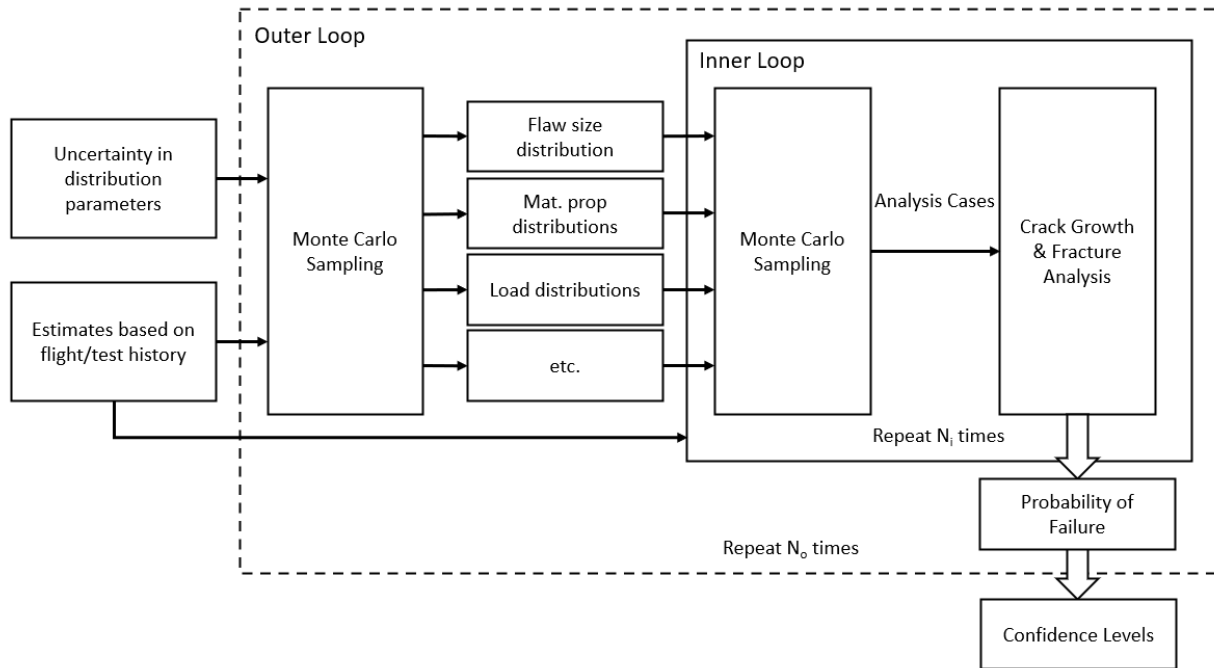 Outer Loop
Inner Loop
Uncertainty in
distribution
parameters
Estimates based on
flight/test history
Monte Carlo
Sampling
Flaw size
distribution
Mat. prop
distributions
Load distributions
etc.
Monte Carlo
Sampling
Analysis Cases
Crack Growth
& Fracture
Analysis
Repeat Nᵢ times
Probability of
Failure
Repeat Nₒ times
Confidence Levels